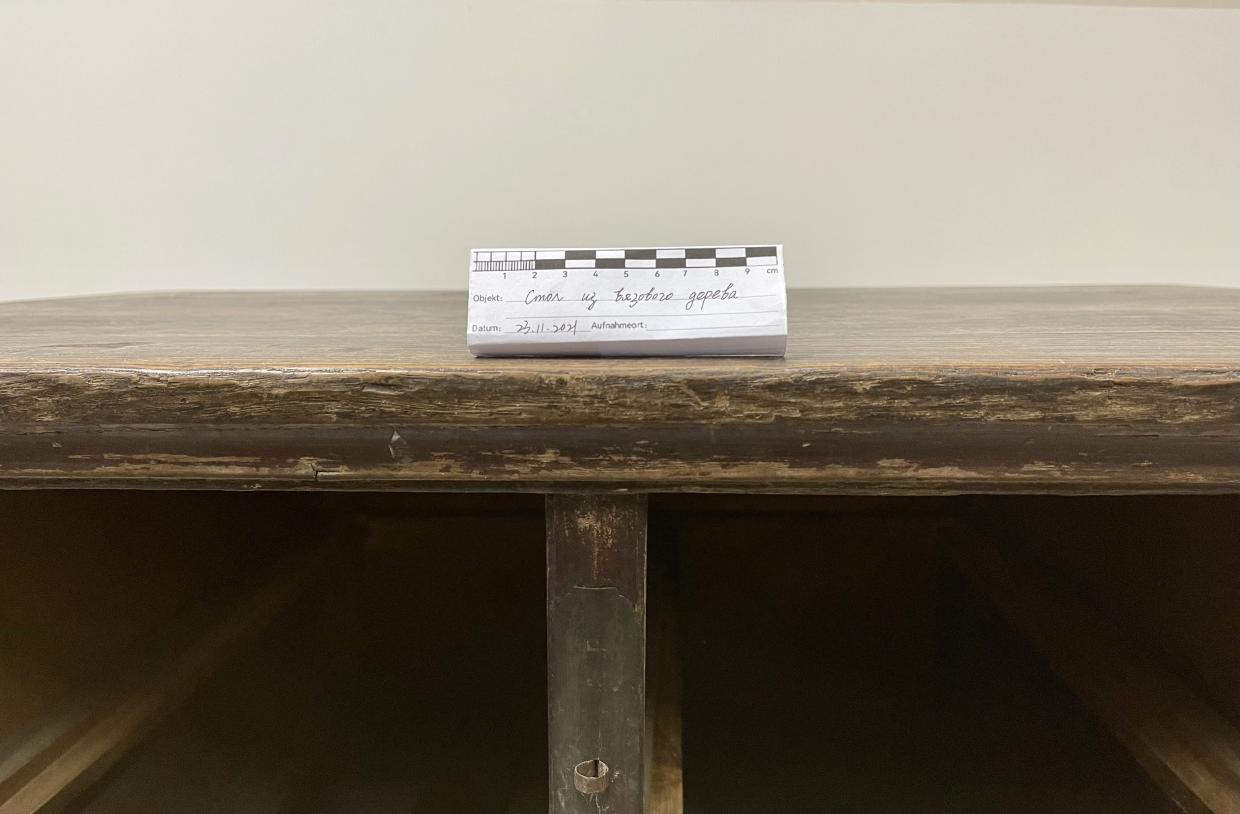 1 2 3 4 5 6 7 8 9 cm
Objekt: Стол из вязового дерева
Datum: 23.11.2021 Aufnahmeort: